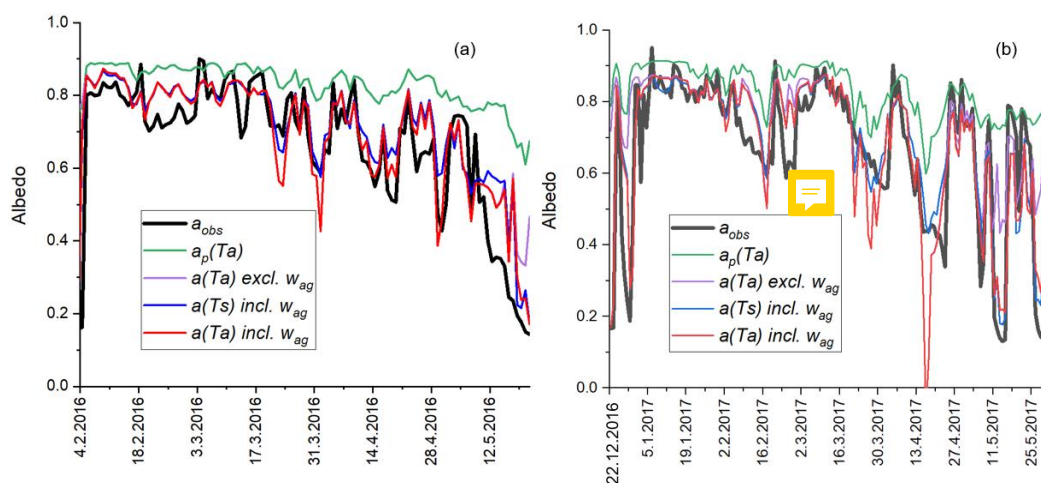 (a)
1.0
0.8
0.6
0.4
0.2
0.0
Albedo
a_obs
a_p(Ta)
a(Ta) excl. w_ag
a(Ts) incl. w_ag
a(Ta) incl. w_ag
4.2.2016
18.2.2016
3.3.2016
17.3.2016
31.3.2016
14.4.2016
28.4.2016
12.5.2016
(b)
1.0
0.8
0.6
0.4
0.2
0.0
Albedo
a_obs
a_p(Ta)
a(Ta) excl. w_ag
a(Ts) incl. w_ag
a(Ta) incl. w_ag
22.12.2016
5.1.2017
19.1.2017
2.2.2017
16.2.2017
2.3.2017
16.3.2017
30.3.2017
13.4.2017
27.4.2017
11.5.2017
25.5.2017